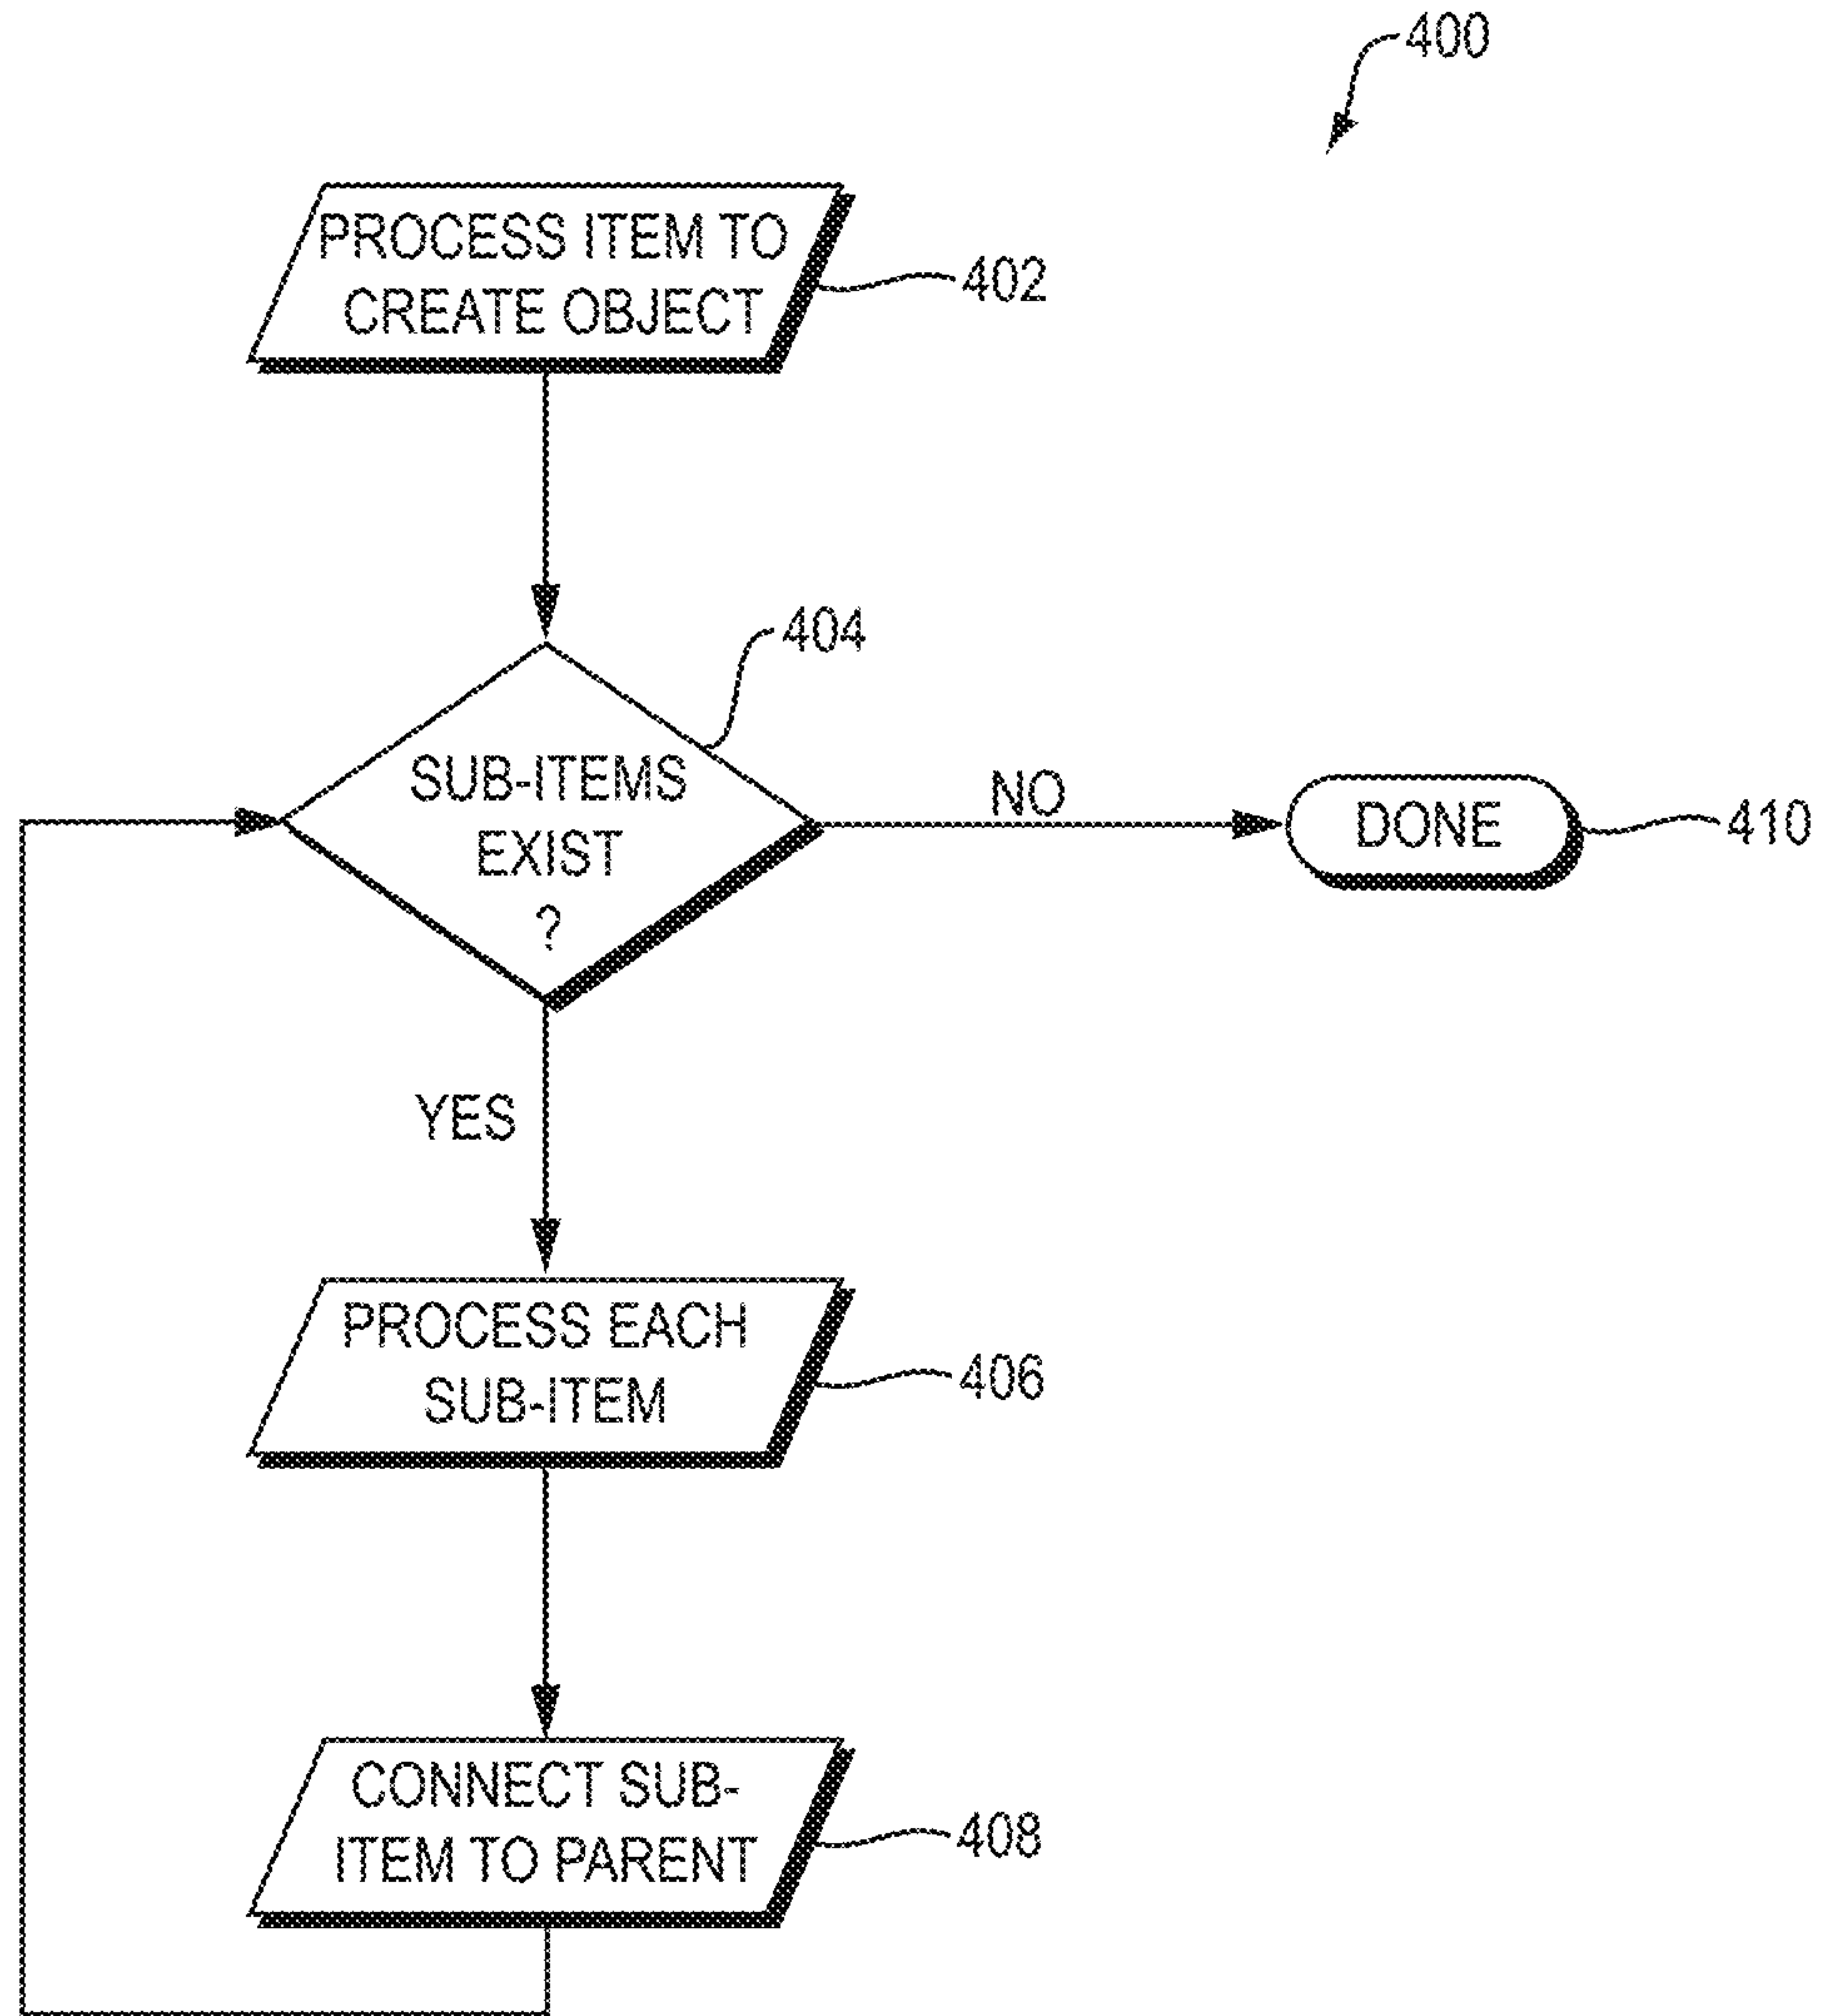 400
PROCESS ITEM TO
CREATE OBJECT
402
404
SUB-ITEMS
EXIST
?
NO
DONE
410
YES
PROCESS EACH
SUB-ITEM
406
CONNECT SUB-
ITEM TO PARENT
408